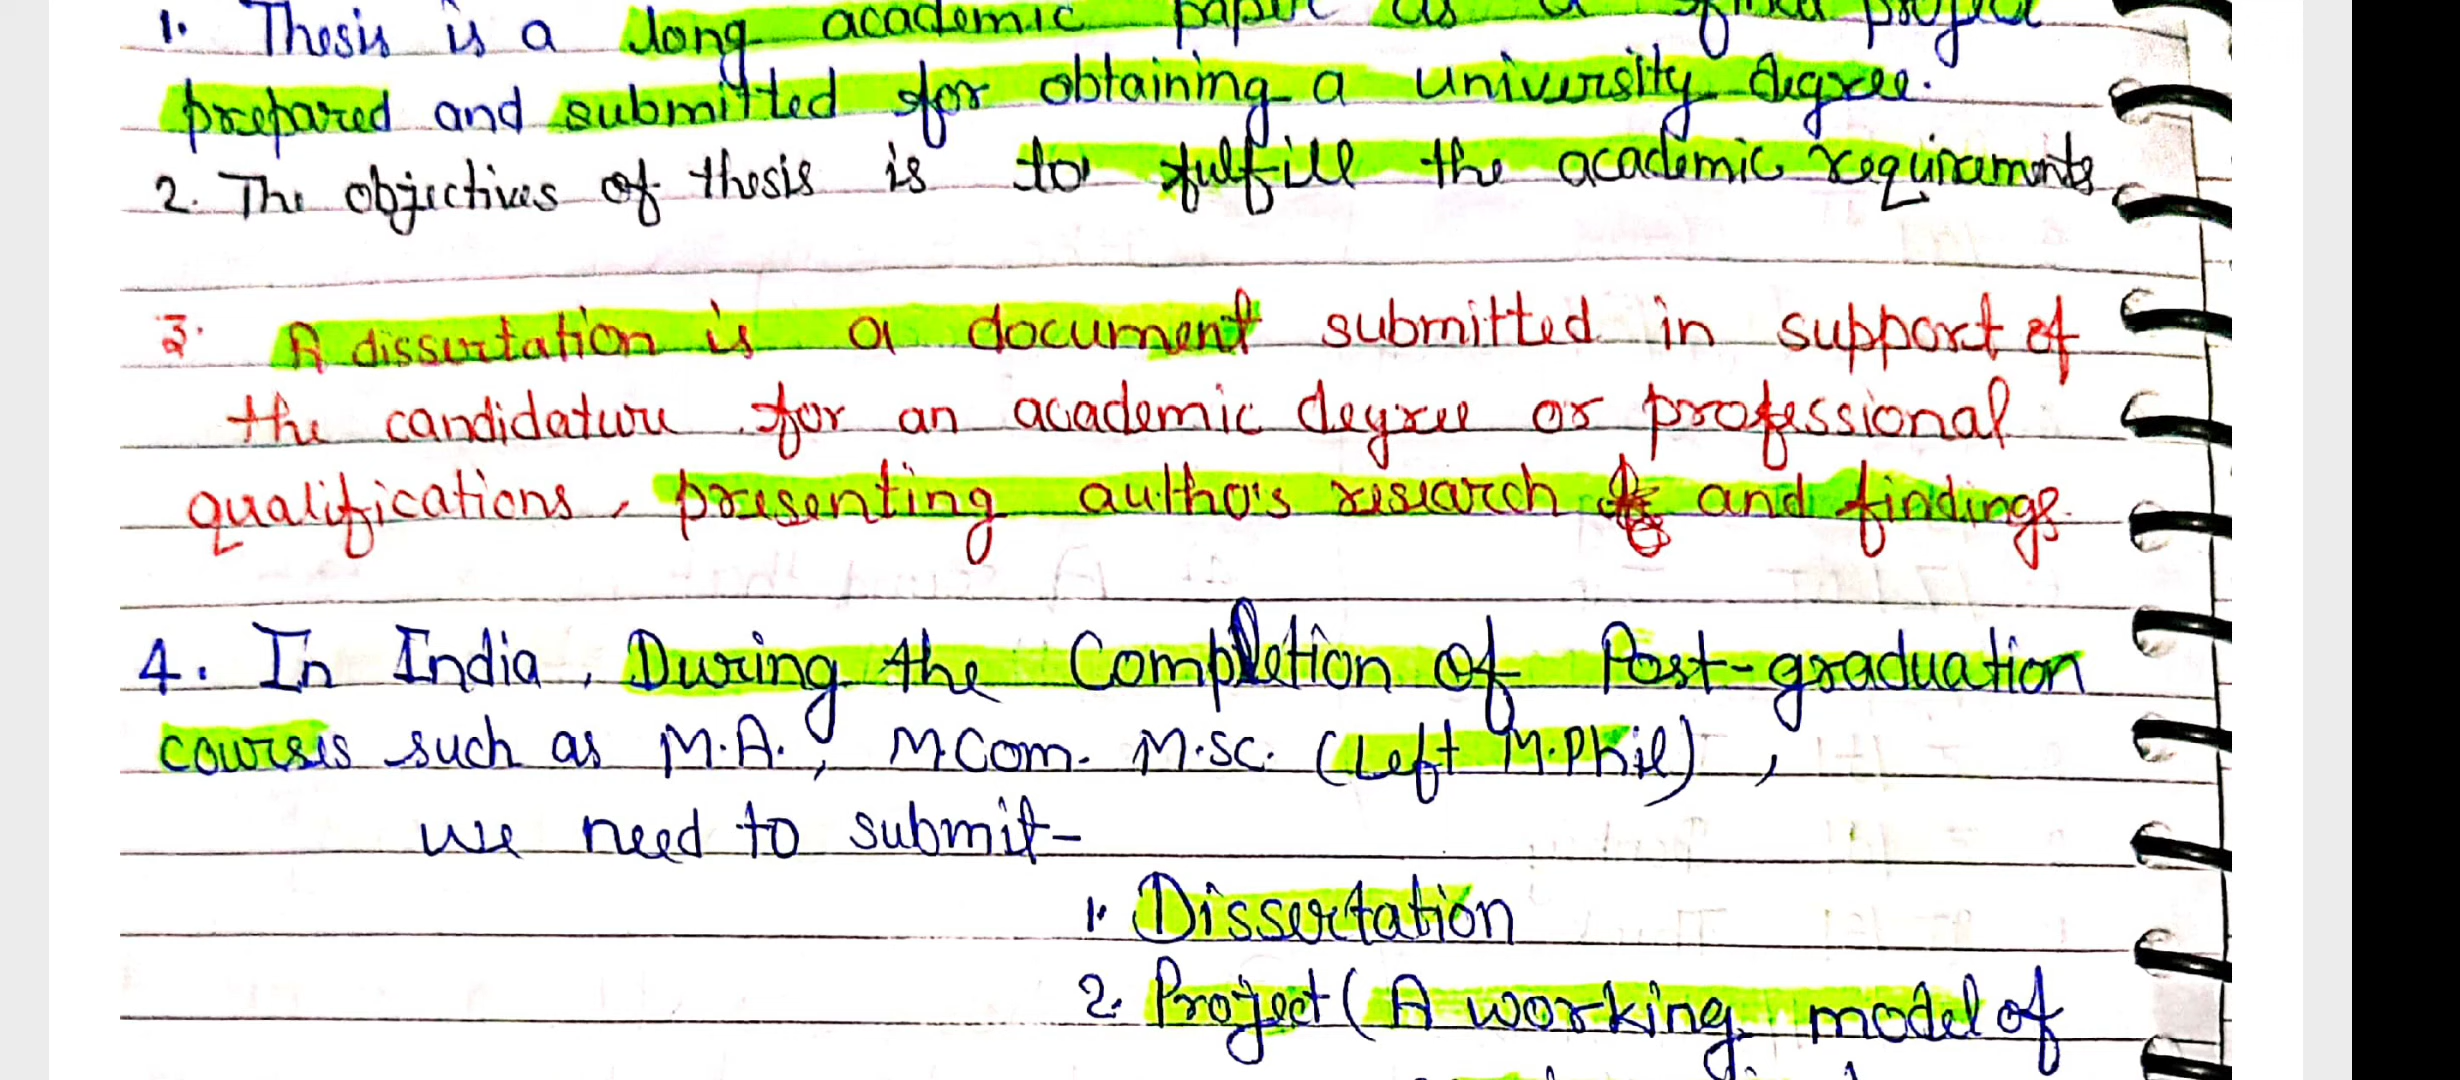 1. Thesis is a long academic paper as a final project
prepared and submitted for obtaining a university degree.
2. The objectives of thesis is to fulfill the academic requirements
3. A dissertation is a document submitted in support of
the candidature for an academic degree or professional
qualifications, presenting author's research and findings.
4. In India, During the Completion of Post-graduation
courses such as M.A., M.Com. M.Sc. (Left M.Phil),
we need to submit-
1. Dissertation
2. Project (A working model of